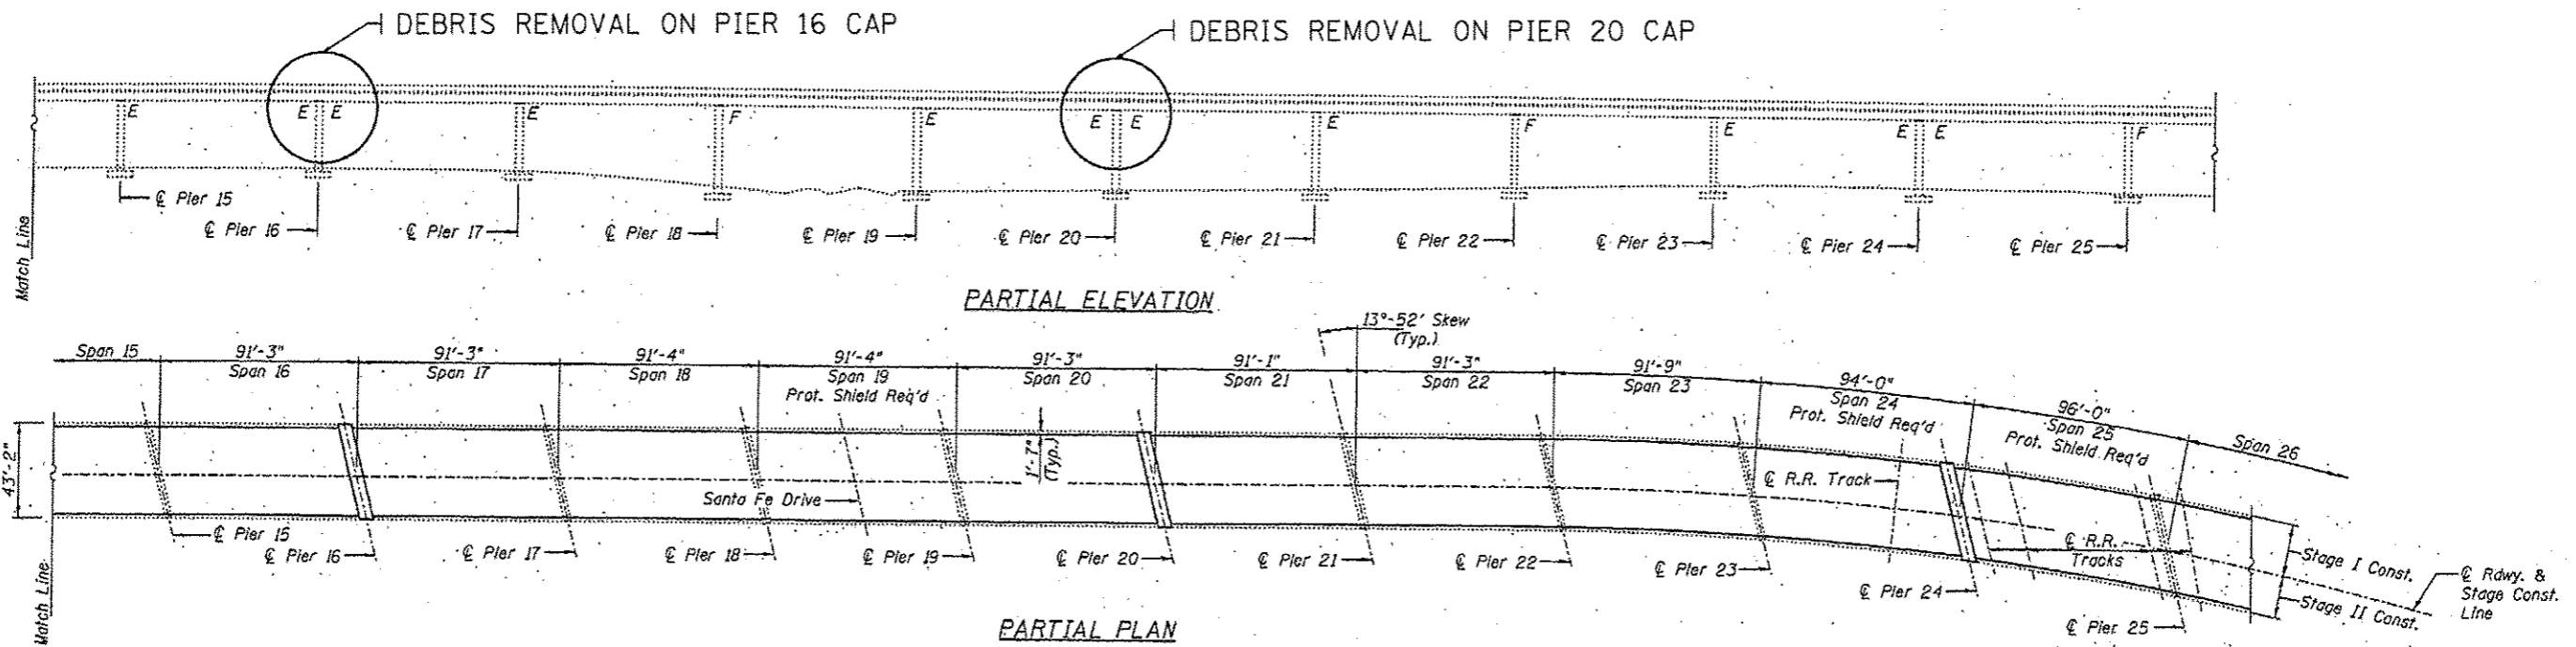 DEBRIS REMOVAL ON PIER 16 CAP
DEBRIS REMOVAL ON PIER 20 CAP
E E E E F E E E E F E E E F
℄ Pier 15
℄ Pier 16
℄ Pier 17
℄ Pier 18
℄ Pier 19
℄ Pier 20
℄ Pier 21
℄ Pier 22
℄ Pier 23
℄ Pier 24
℄ Pier 25
Match Line
PARTIAL ELEVATION
13°-52' Skew
(Typ.)
Span 15
91'-3"
Span 16
91'-3"
Span 17
91'-4"
Span 18
91'-4"
Span 19
Prot. Shield Req'd
91'-3"
Span 20
91'-1"
Span 21
91'-3"
Span 22
91'-9"
Span 23
94'-0"
Span 24
Prot. Shield Req'd
96'-0"
Span 25
Prot. Shield Req'd
Span 26
43'-2"
1'-7"
(Typ.)
Santa Fe Drive
℄ R.R. Track
℄ R.R.
Tracks
℄ Pier 15
℄ Pier 16
℄ Pier 17
℄ Pier 18
℄ Pier 19
℄ Pier 20
℄ Pier 21
℄ Pier 22
℄ Pier 23
℄ Pier 24
℄ Pier 25
Stage I Const.
Stage II Const.
℄ Rdwy. &
Stage Const.
Line
Match Line
PARTIAL PLAN